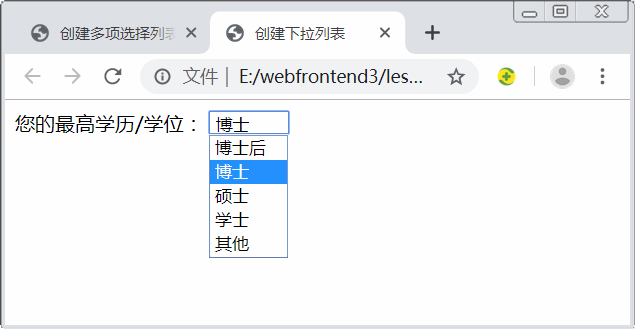 创建多项选择列表
创建下拉列表
文件 | E:/webfrontend3/les...
您的最高学历/学位： 博士
博士后
博士
硕士
学士
其他